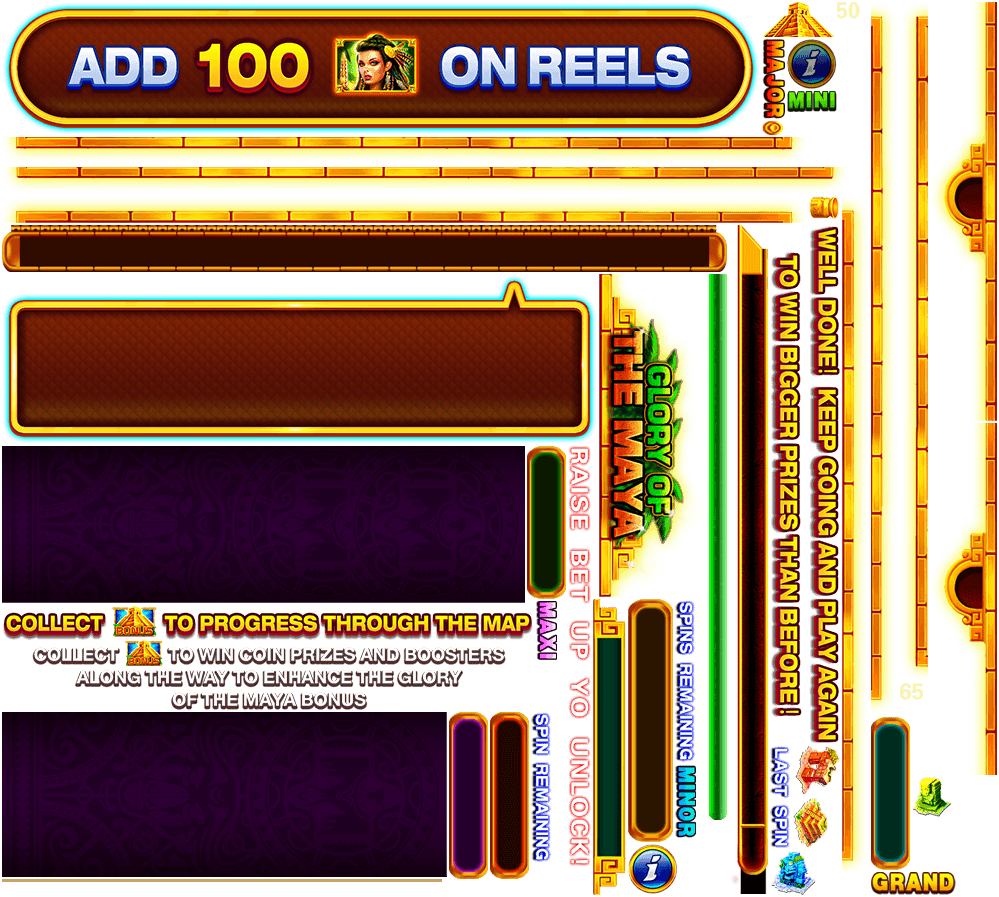 ADD 100 ON REELS
MAJOR
MINI
50
WELL DONE! KEEP GOING AND PLAY AGAIN
TO WIN BIGGER PRIZES THAN BEFORE!
GLORY OF
THE MAYA
RAISE BET UP YO UNLOCK!
MAXI
COLLECT BONUS TO PROGRESS THROUGH THE MAP
COLLECT BONUS TO WIN COIN PRIZES AND BOOSTERS
ALONG THE WAY TO ENHANCE THE GLORY
OF THE MAYA BONUS
SPINS REMAINING
MINOR
SPIN REMAINING
LAST SPIN
65
GRAND
i
i
©